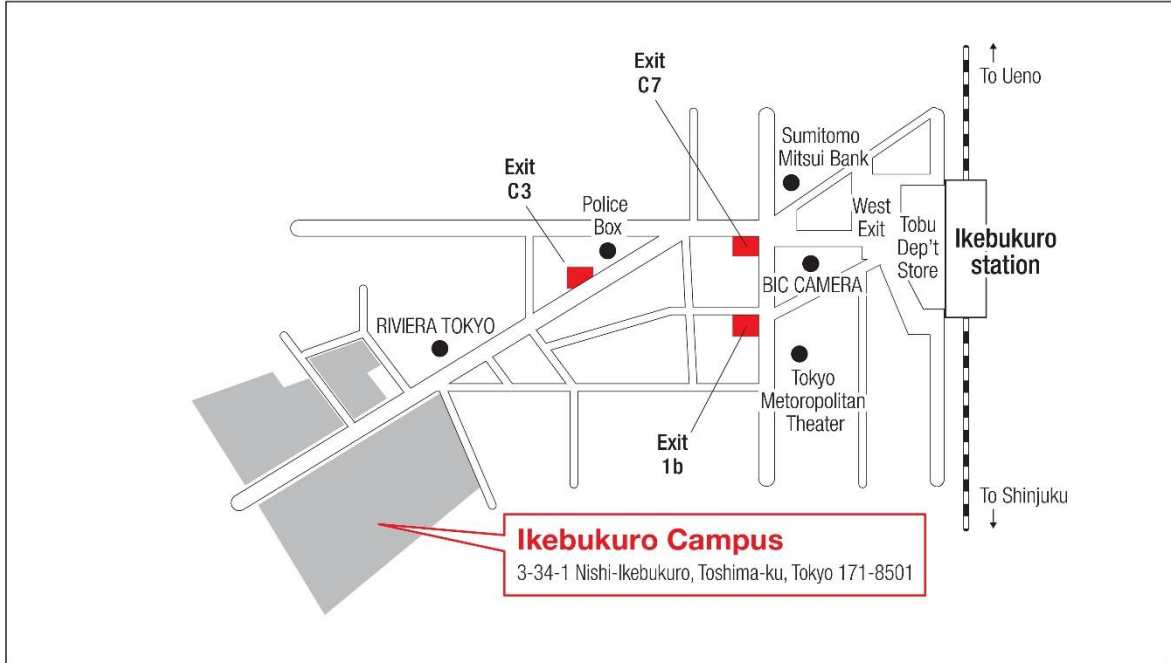 Exit
C7
To Ueno
Sumitomo
Mitsui Bank
Exit
C3
Police
Box
West
Exit
Tobu
Dep't
Store
Ikebukuro
station
BIC CAMERA
RIVIERA TOKYO
Tokyo
Metoropolitan
Theater
Exit
1b
To Shinjuku
Ikebukuro Campus
3-34-1 Nishi-Ikebukuro, Toshima-ku, Tokyo 171-8501